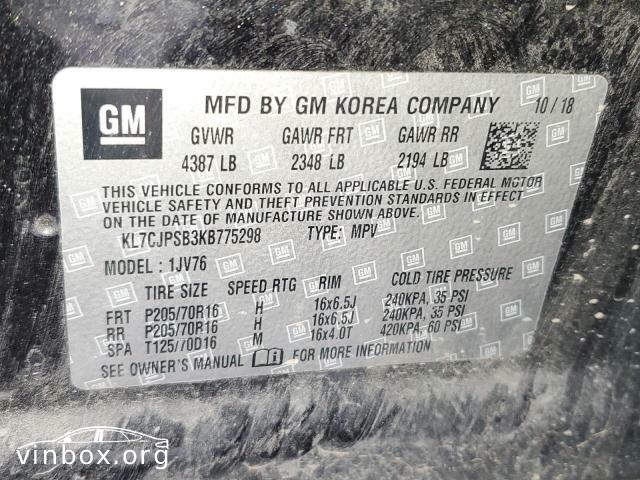 GM MFD BY GM KOREA COMPANY 10 / 18
GVWR GAWR FRT GAWR RR
4387 LB 2348 LB 2194 LB
THIS VEHICLE CONFORMS TO ALL APPLICABLE U.S. FEDERAL MOTOR
VEHICLE SAFETY AND THEFT PREVENTION STANDARDS IN EFFECT
ON THE DATE OF MANUFACTURE SHOWN ABOVE.
KL7CJPSB3KB775298 TYPE: MPV
MODEL : 1JV76
TIRE SIZE SPEED RTG RIM COLD TIRE PRESSURE
FRT P205/70R16 H 16x6.5J 240KPA, 35 PSI
RR P205/70R16 H 16x6.5J 240KPA, 35 PSI
SPA T125/70D16 M 16x4.0T 420KPA, 60 PSI
SEE OWNER'S MANUAL FOR MORE INFORMATION
vinbox.org